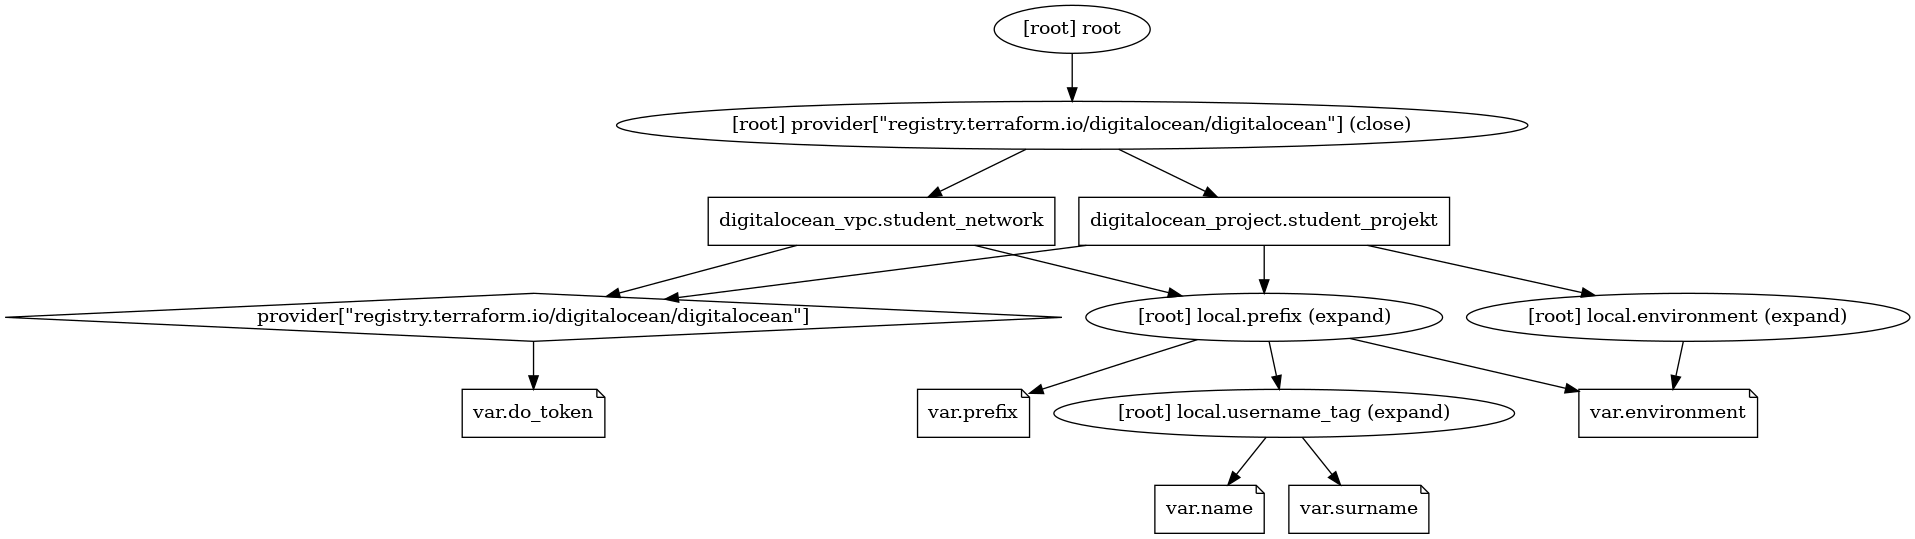 [root] root
[root] provider["registry.terraform.io/digitalocean/digitalocean"] (close)
digitalocean_vpc.student_network
digitalocean_project.student_projekt
provider["registry.terraform.io/digitalocean/digitalocean"]
[root] local.prefix (expand)
[root] local.environment (expand)
var.do_token
var.prefix
[root] local.username_tag (expand)
var.environment
var.name
var.surname